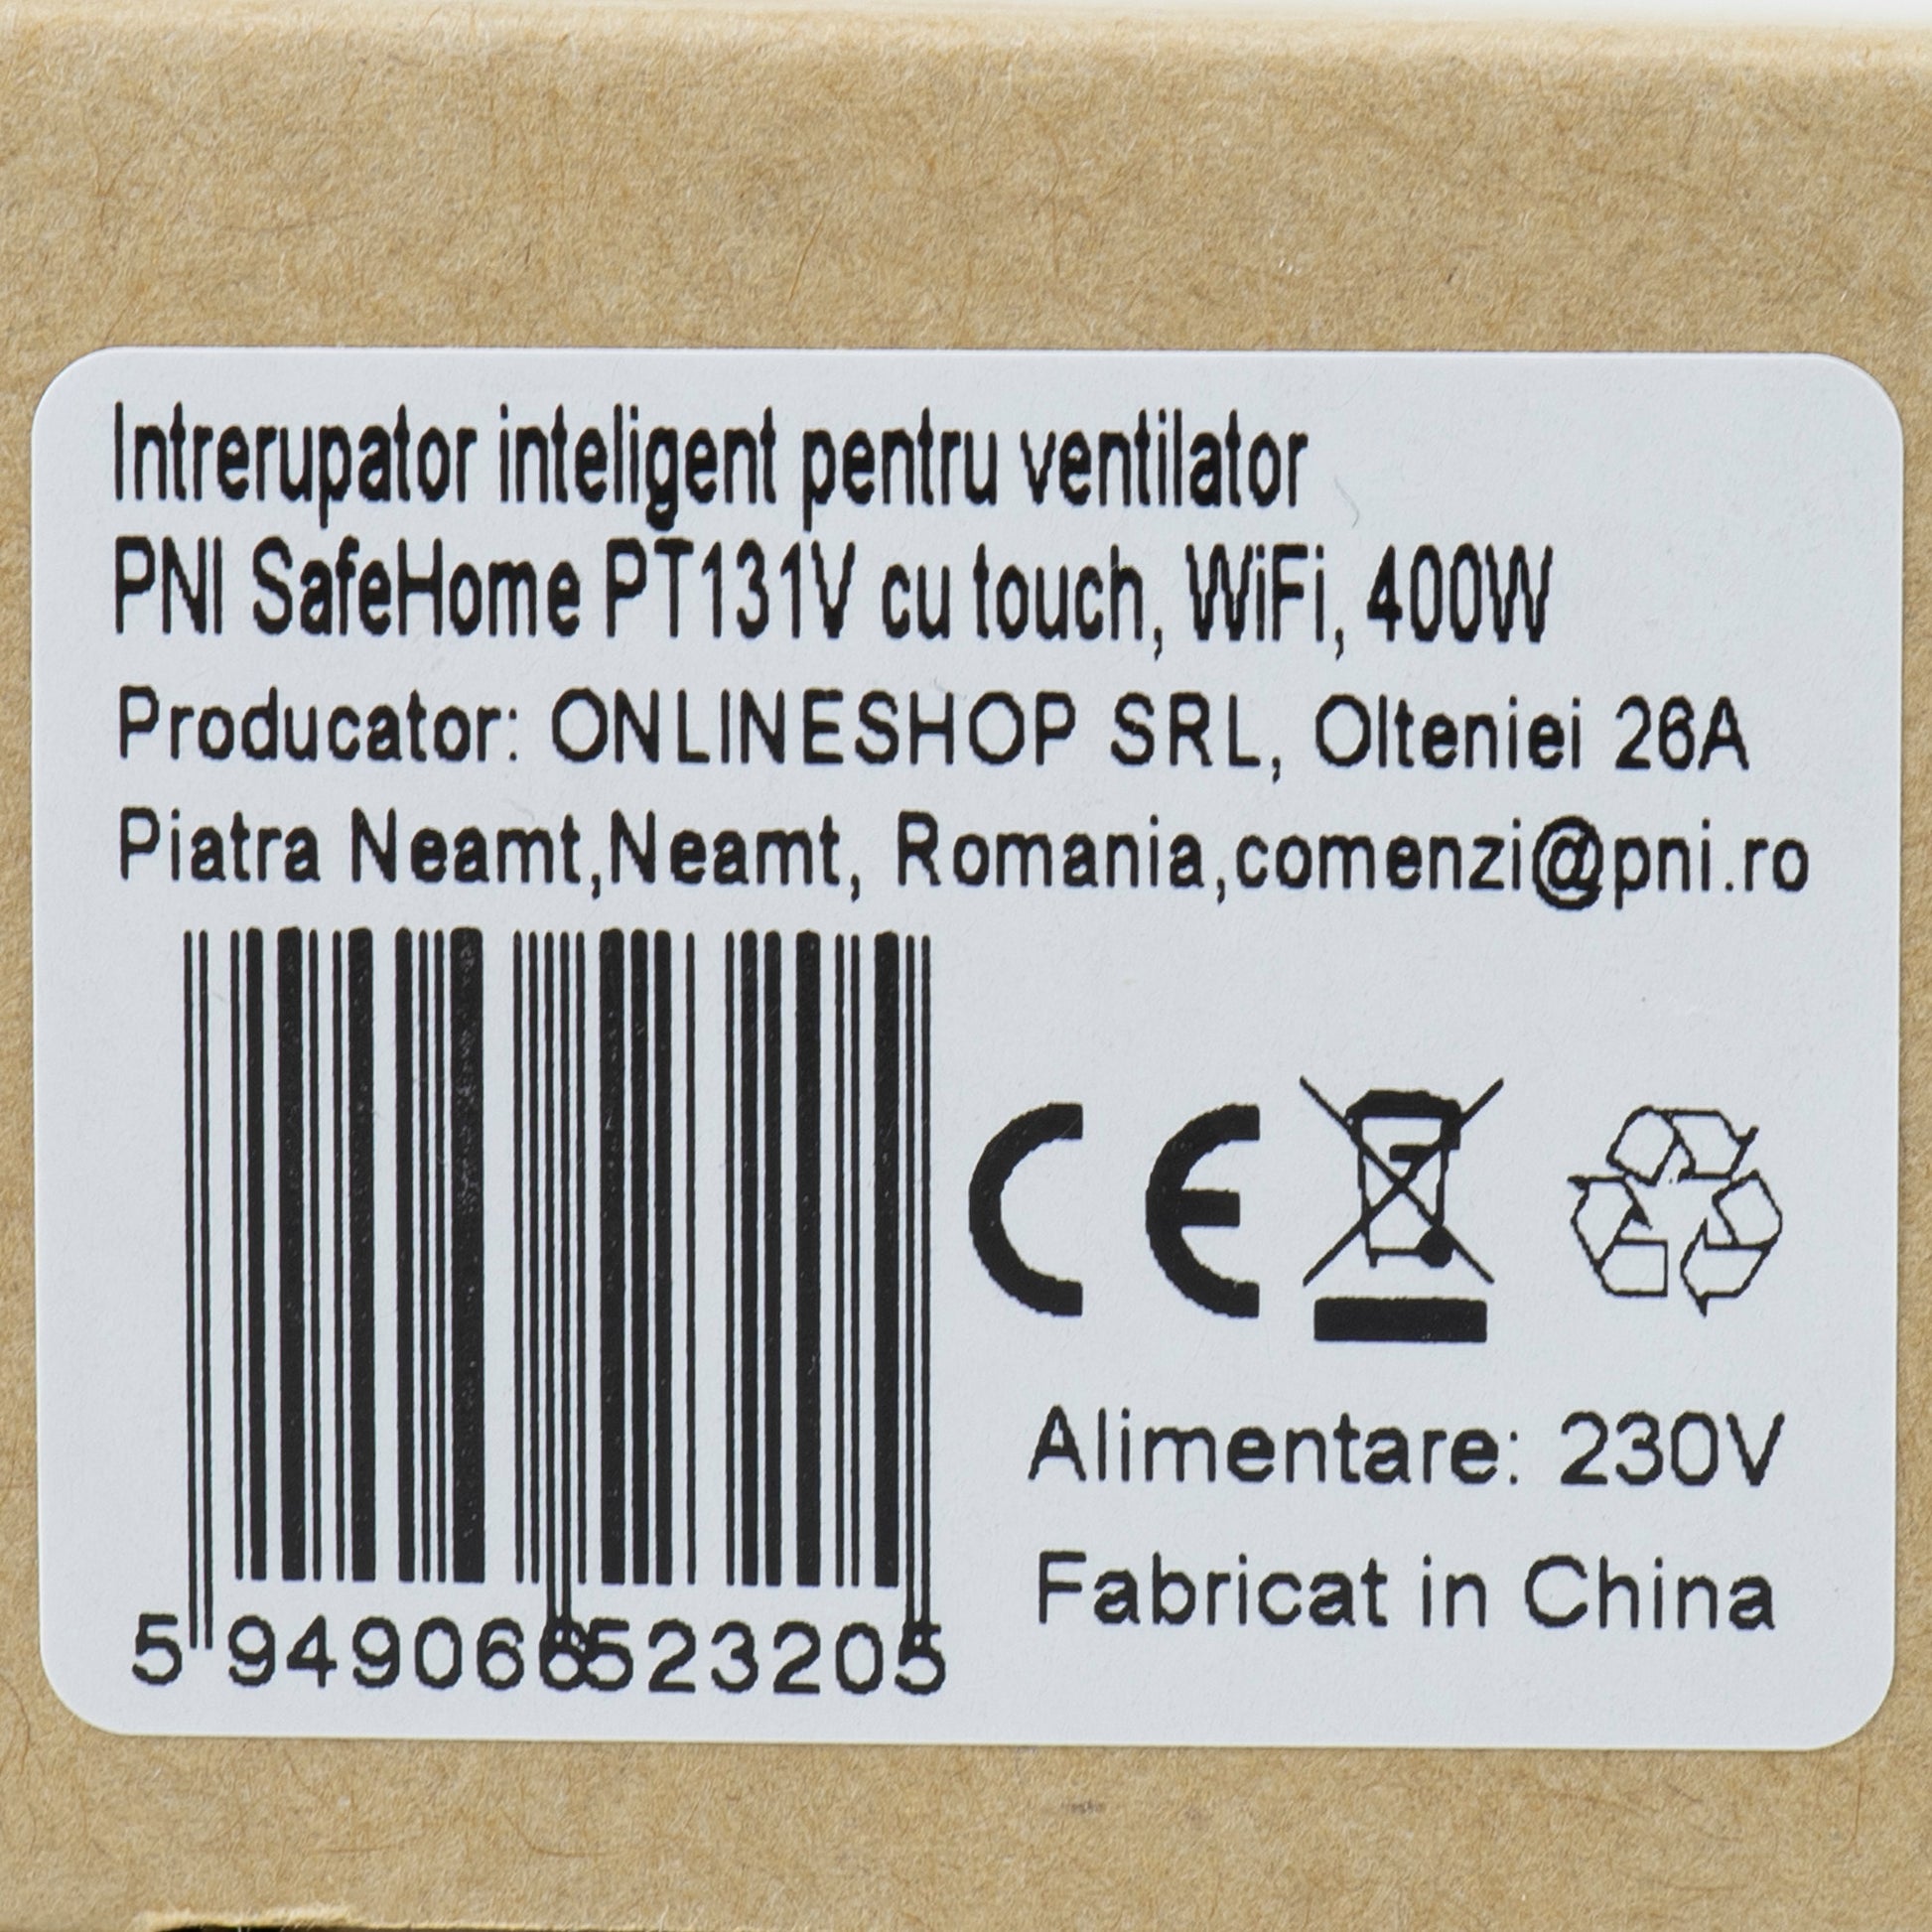 Intrerupator inteligent pentru ventilator
PNI SafeHome PT131V cu touch, WiFi, 400W
Producator: ONLINESHOP SRL, Olteniei 26A
Piatra Neamt,Neamt, Romania,comenzi@pni.ro
CE
Alimentare: 230V
Fabricat in China
5 949066 523205